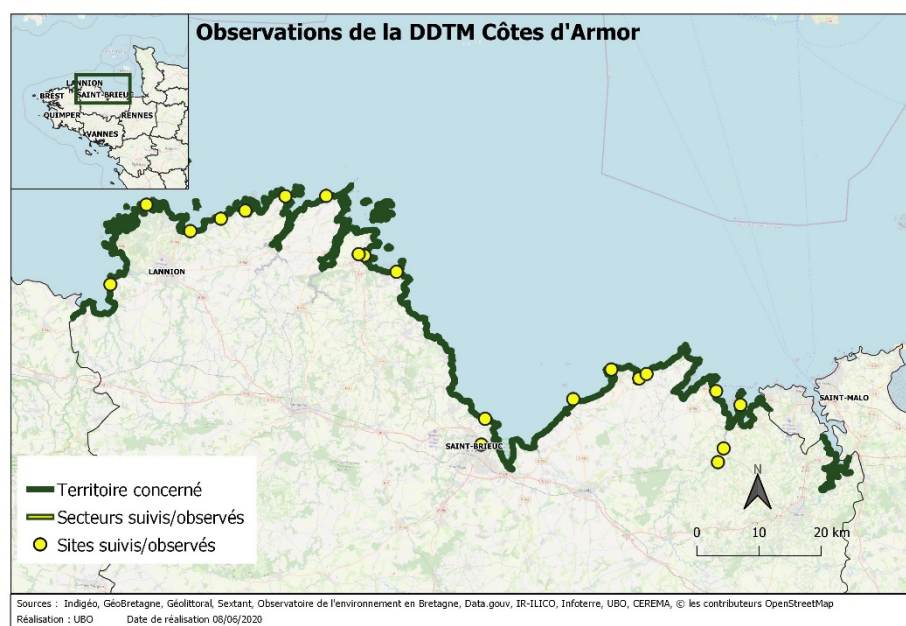 Observations de la DDTM Côtes d'Armor
LANNION
BREST
SAINT-BRIEUC
QUIMPER
RENNES
VANNES
LANNION
SAINT-MALO
SAINT-BRIEUC
Territoire concerné
Secteurs suivis/observés
Sites suivis/observés
N
0 10 20 km
Sources : Indigéo, GéoBretagne, Géolittoral, Sextant, Observatoire de l'environnement en Bretagne, Data.gouv, IR-ILICO, Infoterre, UBO, CEREMA, © les contributeurs OpenStreetMap
Réalisation : UBO Date de réalisation 08/06/2020